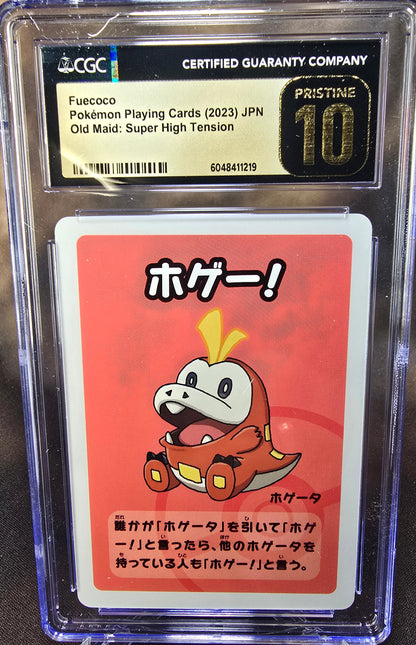 CGC
CERTIFIED GUARANTY COMPANY
Fuecoco
Pokémon Playing Cards (2023) JPN
Old Maid: Super High Tension
6048411219
PRISTINE
10
ホゲー!
ホゲータ
誰かが「ホゲータ」を引いて「ホゲ
ー!」と言ったら、他のホゲータを
持っている人も「ホゲー!」と言う。